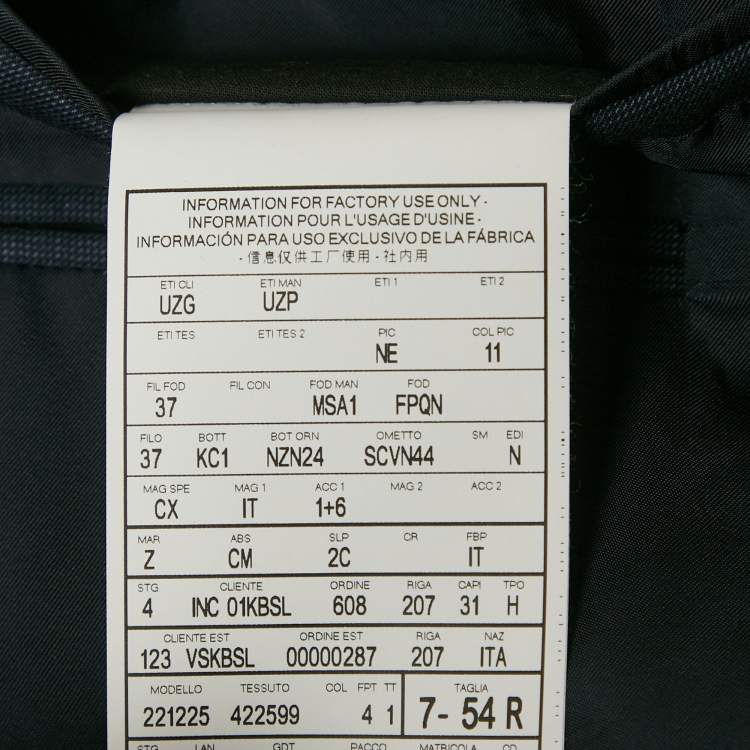 INFORMATION FOR FACTORY USE ONLY -
INFORMATION POUR L'USAGE D'USINE -
INFORMACIÓN PARA USO EXCLUSIVO DE LA FÁBRICA
- 信息仅供工厂使用 - 社内用
ETI CLI ETI MAN ETI 1 ETI 2
UZG UZP
ETI TES ETI TES 2 PIC COL PIC
NE 11
FIL FOD FIL CON FOD MAN FOD
37 MSA1 FPQN
FILO BOTT BOT ORN OMETTO SM EDI
37 KC1 NZN24 SCVN44 N
MAG SPE MAG 1 ACC 1 MAG 2 ACC 2
CX IT 1+6
MAR ABS SLP CR FBP
Z CM 2C IT
STG CLIENTE ORDINE RIGA CAPI TPO
4 INC 01KBSL 608 207 31 H
CLIENTE EST ORDINE EST RIGA NAZ
123 VSKBSL 00000287 207 ITA
MODELLO TESSUTO COL FPT TT TAGLIA
221225 422599 4 1 7- 54 R
STG LAN GDT PACCO MATRICOLA CD